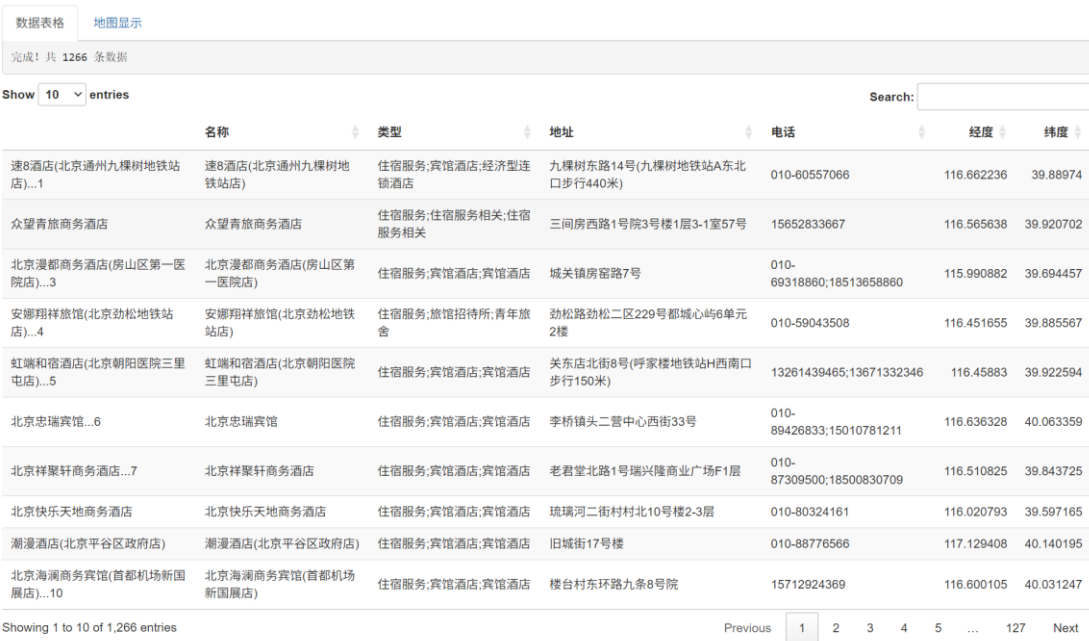 数据表格 地图显示
完成! 共 1266 条数据
Show 10 entries Search:
名称 类型 地址 电话 经度 纬度
速8酒店(北京通州九棵树地铁站 速8酒店(北京通州九棵树地 住宿服务;宾馆酒店;经济型连 九棵树东路14号(九棵树地铁站A东北 010-60557066 116.662236 39.88974
店)...1 铁站店) 锁酒店 口步行440米)
众望青旅商务酒店 众望青旅商务酒店 住宿服务;住宿服务相关;住宿 三间房西路1号院3号楼1层3-1室57号 15652833667 116.565638 39.920702
服务相关
北京漫都商务酒店(房山区第一医 北京漫都商务酒店(房山区第 住宿服务;宾馆酒店;宾馆酒店 城关镇房窑路7号 010- 115.990882 39.694457
院店)...3 一医院店) 69318860;18513658860
安娜翔祥旅馆(北京劲松地铁站 安娜翔祥旅馆(北京劲松地铁 住宿服务;旅馆招待所;青年旅 劲松路劲松二区229号都城心屿6单元 010-59043508 116.451655 39.885567
店)...4 站店) 舍 2楼
虹端和宿酒店(北京朝阳医院三里 虹端和宿酒店(北京朝阳医院 住宿服务;宾馆酒店;宾馆酒店 关东店北街8号(呼家楼地铁站H西南口 13261439465;13671332346 116.45883 39.922594
屯店)...5 三里屯店) 步行150米)
北京忠瑞宾馆...6 北京忠瑞宾馆 住宿服务;宾馆酒店;宾馆酒店 李桥镇头二营中心西街33号 010- 116.636328 40.063359
89426833;15010781211
北京祥聚轩商务酒店...7 北京祥聚轩商务酒店 住宿服务;宾馆酒店;宾馆酒店 老君堂北路1号瑞兴隆商业广场F1层 010- 116.510825 39.843725
87309500;18500830709
北京快乐天地商务酒店 北京快乐天地商务酒店 住宿服务;宾馆酒店;宾馆酒店 琉璃河二街村村北10号楼2-3层 010-80324161 116.020793 39.597165
潮漫酒店(北京平谷区政府店) 潮漫酒店(北京平谷区政府店) 住宿服务;宾馆酒店;宾馆酒店 旧城街17号楼 010-88776566 117.129408 40.140195
北京海澜商务宾馆(首都机场新国 北京海澜商务宾馆(首都机场 住宿服务;宾馆酒店;宾馆酒店 楼台村东环路九条8号院 15712924369 116.600105 40.031247
展店)...10 新国展店)
Showing 1 to 10 of 1,266 entries Previous 1 2 3 4 5 … 127 Next